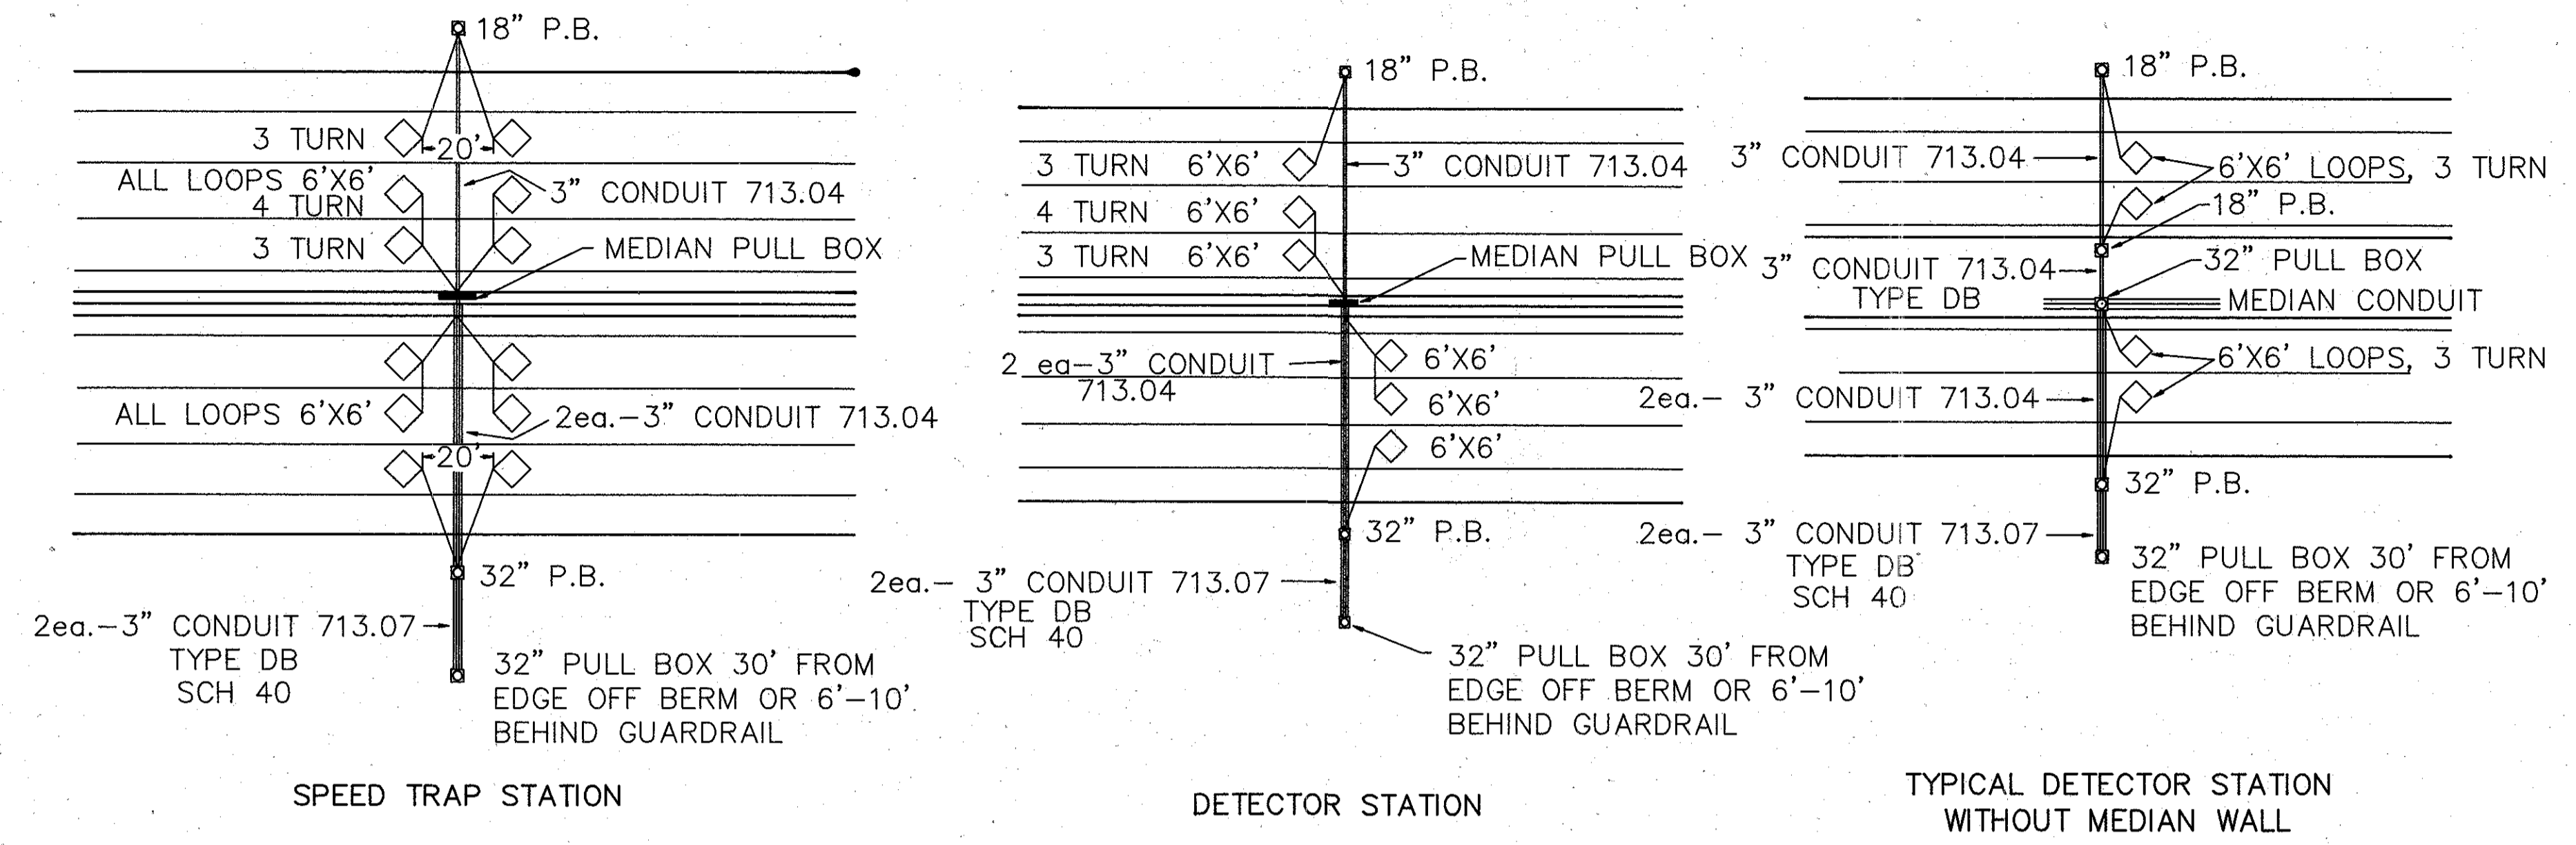 18" P.B.
3 TURN
20'
ALL LOOPS 6'X6'
4 TURN
3" CONDUIT 713.04
3 TURN
MEDIAN PULL BOX
ALL LOOPS 6'X6'
2ea.-3" CONDUIT 713.04
20'
32" P.B.
2ea.-3" CONDUIT 713.07
TYPE DB
SCH 40
32" PULL BOX 30' FROM
EDGE OFF BERM OR 6'-10'
BEHIND GUARDRAIL
SPEED TRAP STATION
18" P.B.
3 TURN 6'X6'
3" CONDUIT 713.04
4 TURN 6'X6'
3 TURN 6'X6'
MEDIAN PULL BOX
2 ea-3" CONDUIT
713.04
6'X6'
6'X6'
6'X6'
32" P.B.
2ea.- 3" CONDUIT 713.07
TYPE DB
SCH 40
32" PULL BOX 30' FROM
EDGE OFF BERM OR 6'-10'
BEHIND GUARDRAIL
DETECTOR STATION
18" P.B.
3" CONDUIT 713.04
6'X6' LOOPS, 3 TURN
18" P.B.
3" CONDUIT 713.04
TYPE DB
32" PULL BOX
MEDIAN CONDUIT
6'X6' LOOPS, 3 TURN
2ea.- 3" CONDUIT 713.04
32" P.B.
2ea.- 3" CONDUIT 713.07
TYPE DB
SCH 40
32" PULL BOX 30' FROM
EDGE OFF BERM OR 6'-10'
BEHIND GUARDRAIL
TYPICAL DETECTOR STATION
WITHOUT MEDIAN WALL